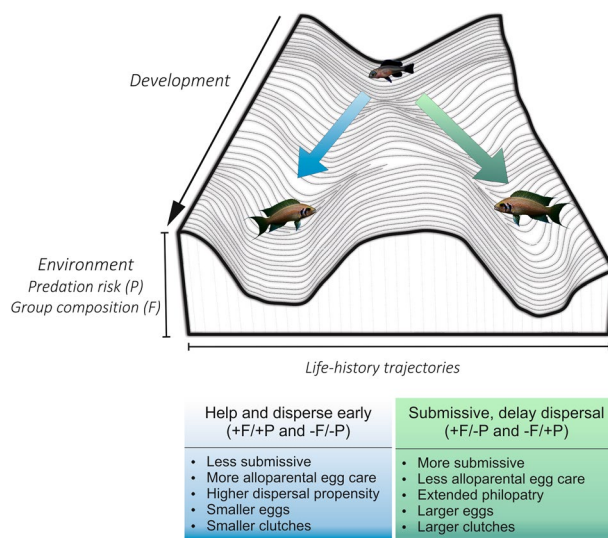 Development
Environment
Predation risk (P)
Group composition (F)
Life-history trajectories
Help and disperse early
(+F/+P and -F/-P)
• Less submissive
• More alloparental egg care
• Higher dispersal propensity
• Smaller eggs
• Smaller clutches
Submissive, delay dispersal
(+F/-P and -F/+P)
• More submissive
• Less alloparental egg care
• Extended philopatry
• Larger eggs
• Larger clutches